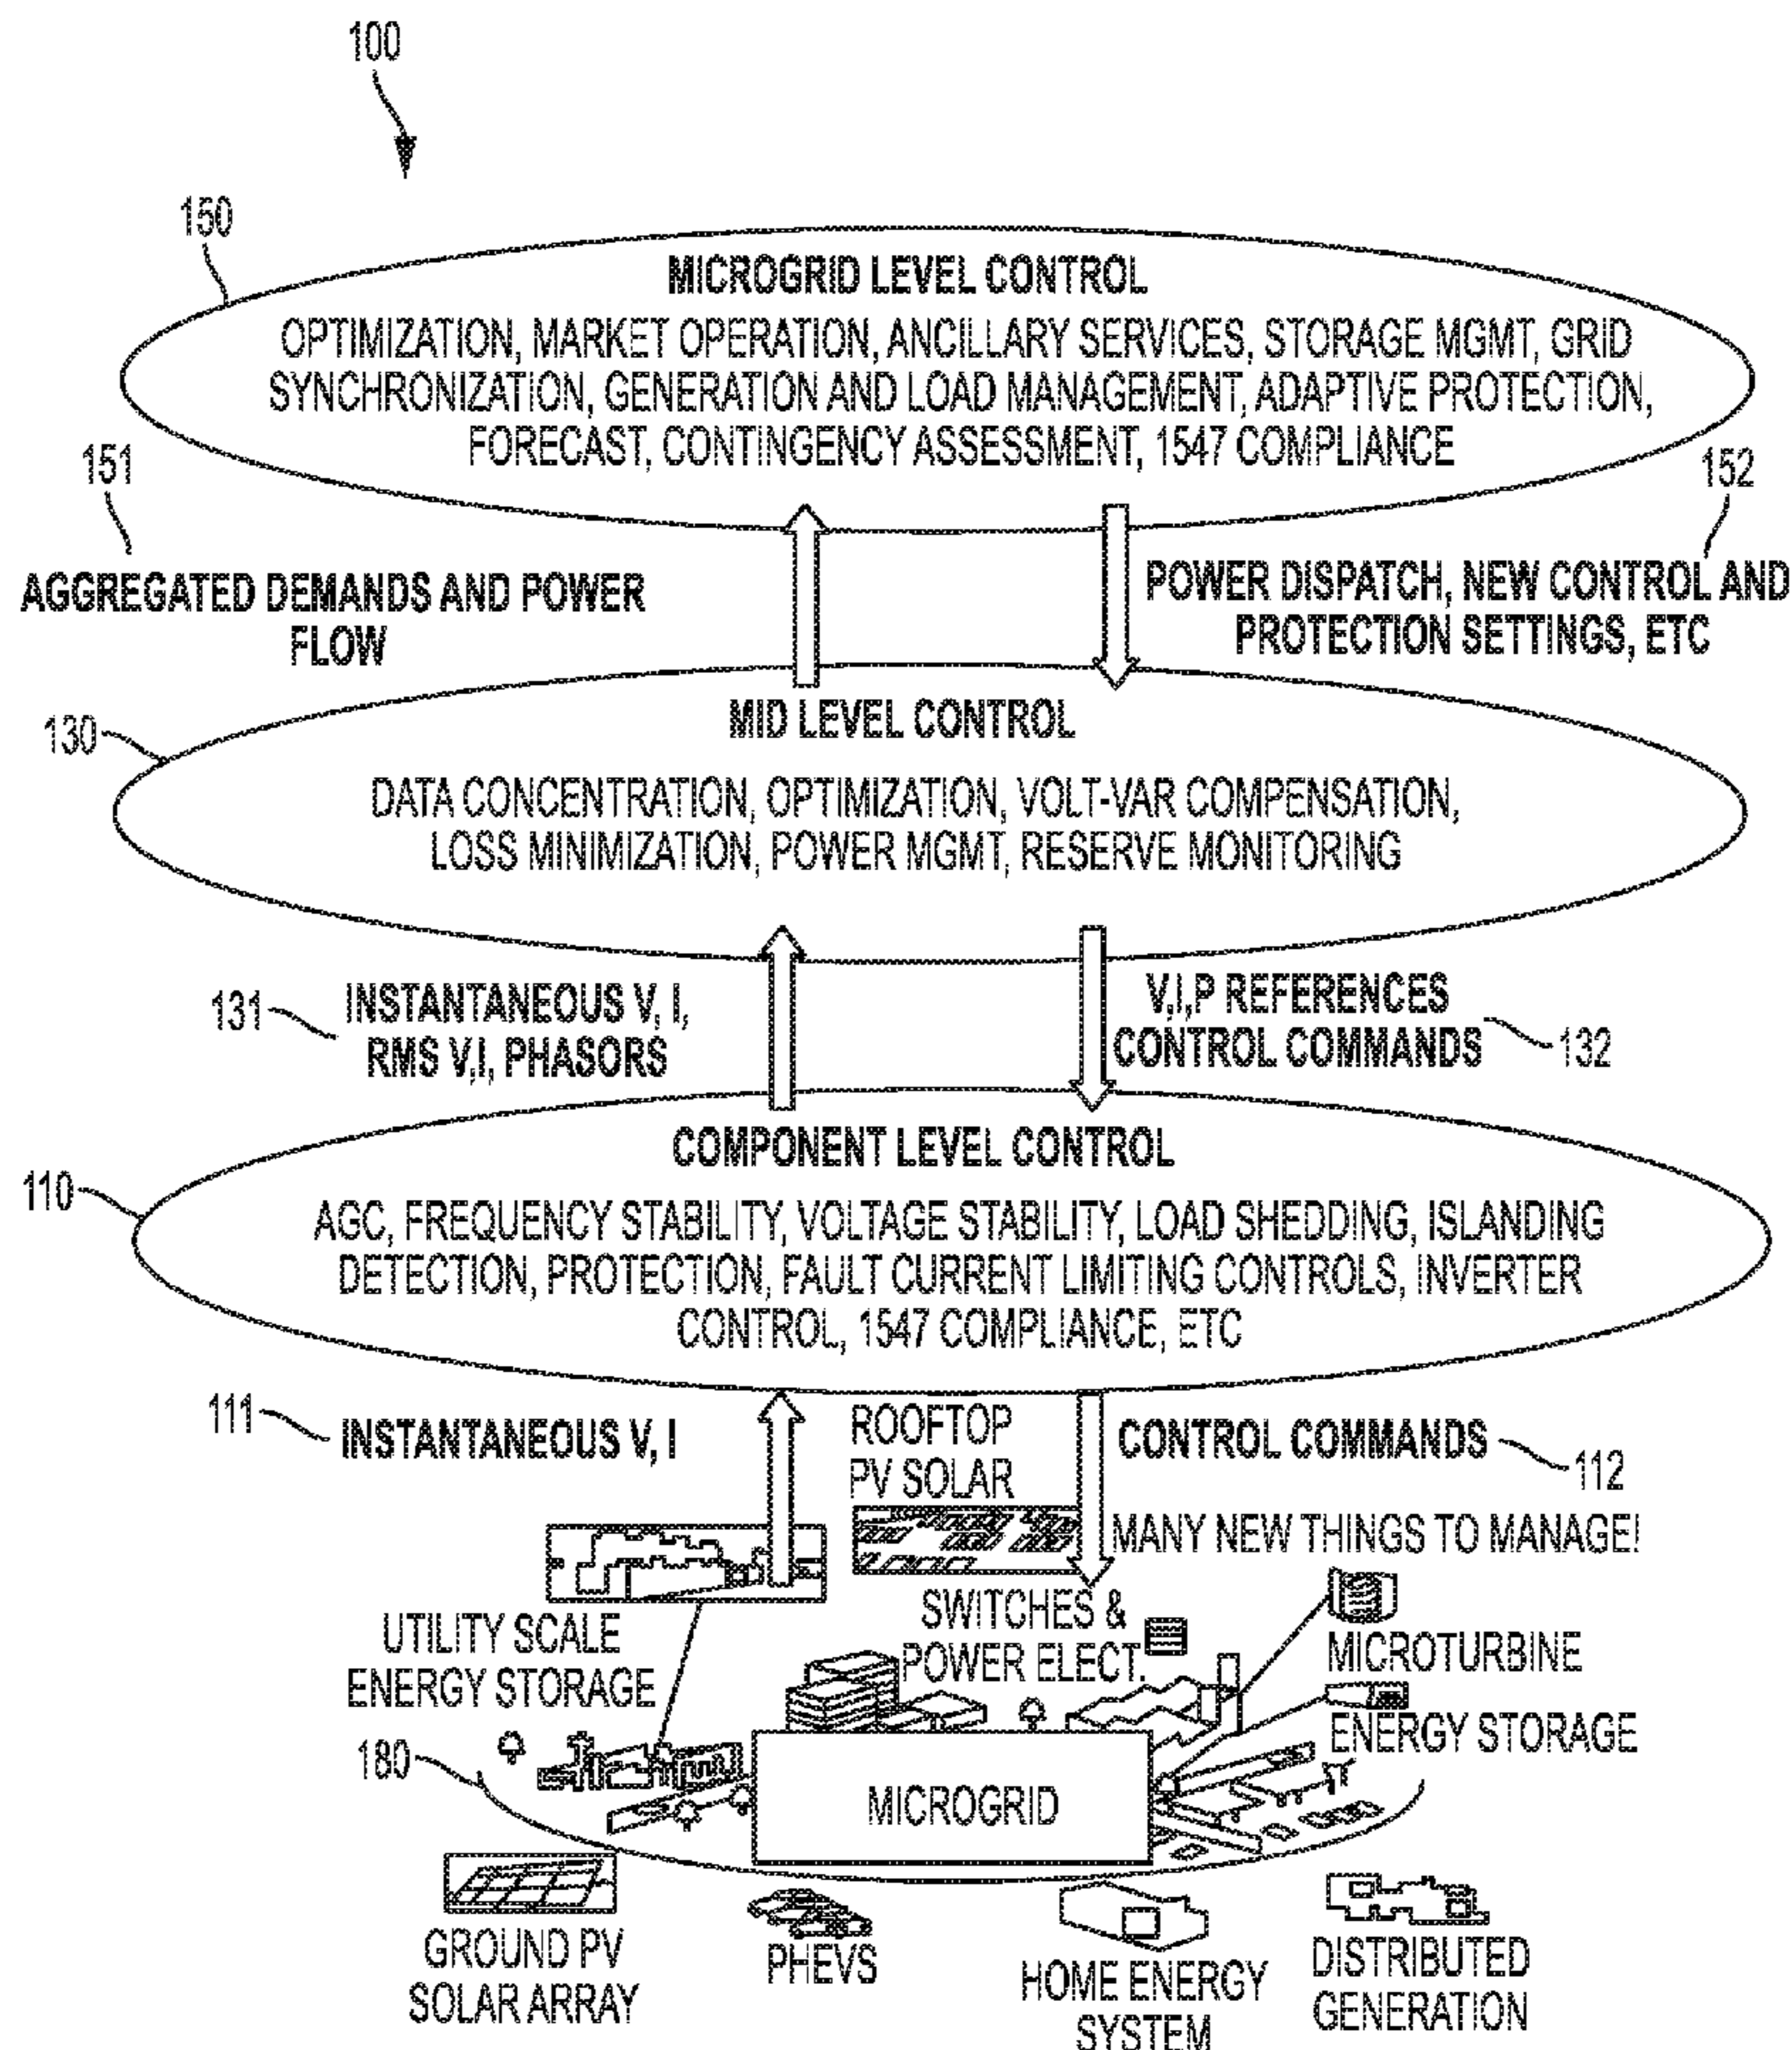 100
150
MICROGRID LEVEL CONTROL
OPTIMIZATION, MARKET OPERATION, ANCILLARY SERVICES, STORAGE MGMT, GRID
SYNCHRONIZATION, GENERATION AND LOAD MANAGEMENT, ADAPTIVE PROTECTION,
FORECAST, CONTINGENCY ASSESSMENT, 1547 COMPLIANCE
151
152
AGGREGATED DEMANDS AND POWER
FLOW
POWER DISPATCH, NEW CONTROL AND
PROTECTION SETTINGS, ETC
130
MID LEVEL CONTROL
DATA CONCENTRATION, OPTIMIZATION, VOLT-VAR COMPENSATION,
LOSS MINIMIZATION, POWER MGMT, RESERVE MONITORING
131
INSTANTANEOUS V, I,
RMS V,I, PHASORS
V,I,P REFERENCES
CONTROL COMMANDS
132
110
COMPONENT LEVEL CONTROL
AGC, FREQUENCY STABILITY, VOLTAGE STABILITY, LOAD SHEDDING, ISLANDING
DETECTION, PROTECTION, FAULT CURRENT LIMITING CONTROLS, INVERTER
CONTROL, 1547 COMPLIANCE, ETC
111
INSTANTANEOUS V, I
ROOFTOP
PV SOLAR
CONTROL COMMANDS
112
MANY NEW THINGS TO MANAGE!
UTILITY SCALE
ENERGY STORAGE
SWITCHES &
POWER ELECT.
MICROTURBINE
ENERGY STORAGE
180
MICROGRID
GROUND PV
SOLAR ARRAY
PHEVS
HOME ENERGY
SYSTEM
DISTRIBUTED
GENERATION